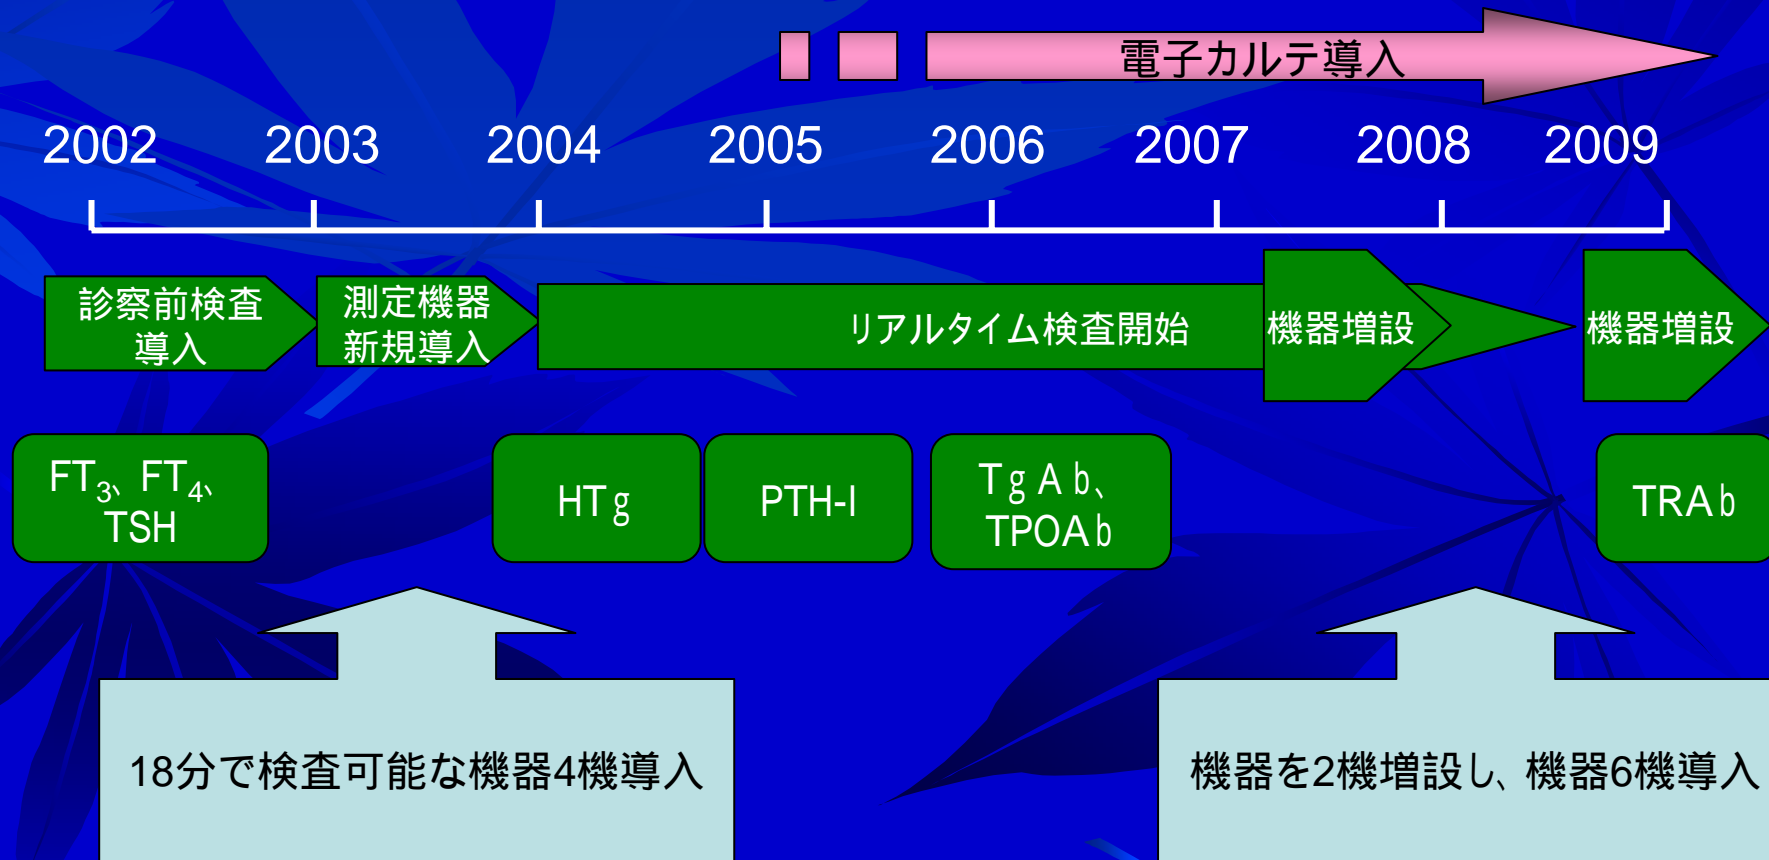 電子カルテ導入
2002 2003 2004 2005 2006 2007 2008 2009
診察前検査
導入
測定機器
新規導入
リアルタイム検査開始
機器増設
機器増設
FT₃、FT₄、
TSH
HTg
PTH-I
TgAb、
TPOAb
TRAb
18分で検査可能な機器4機導入
機器を2機増設し、機器6機導入